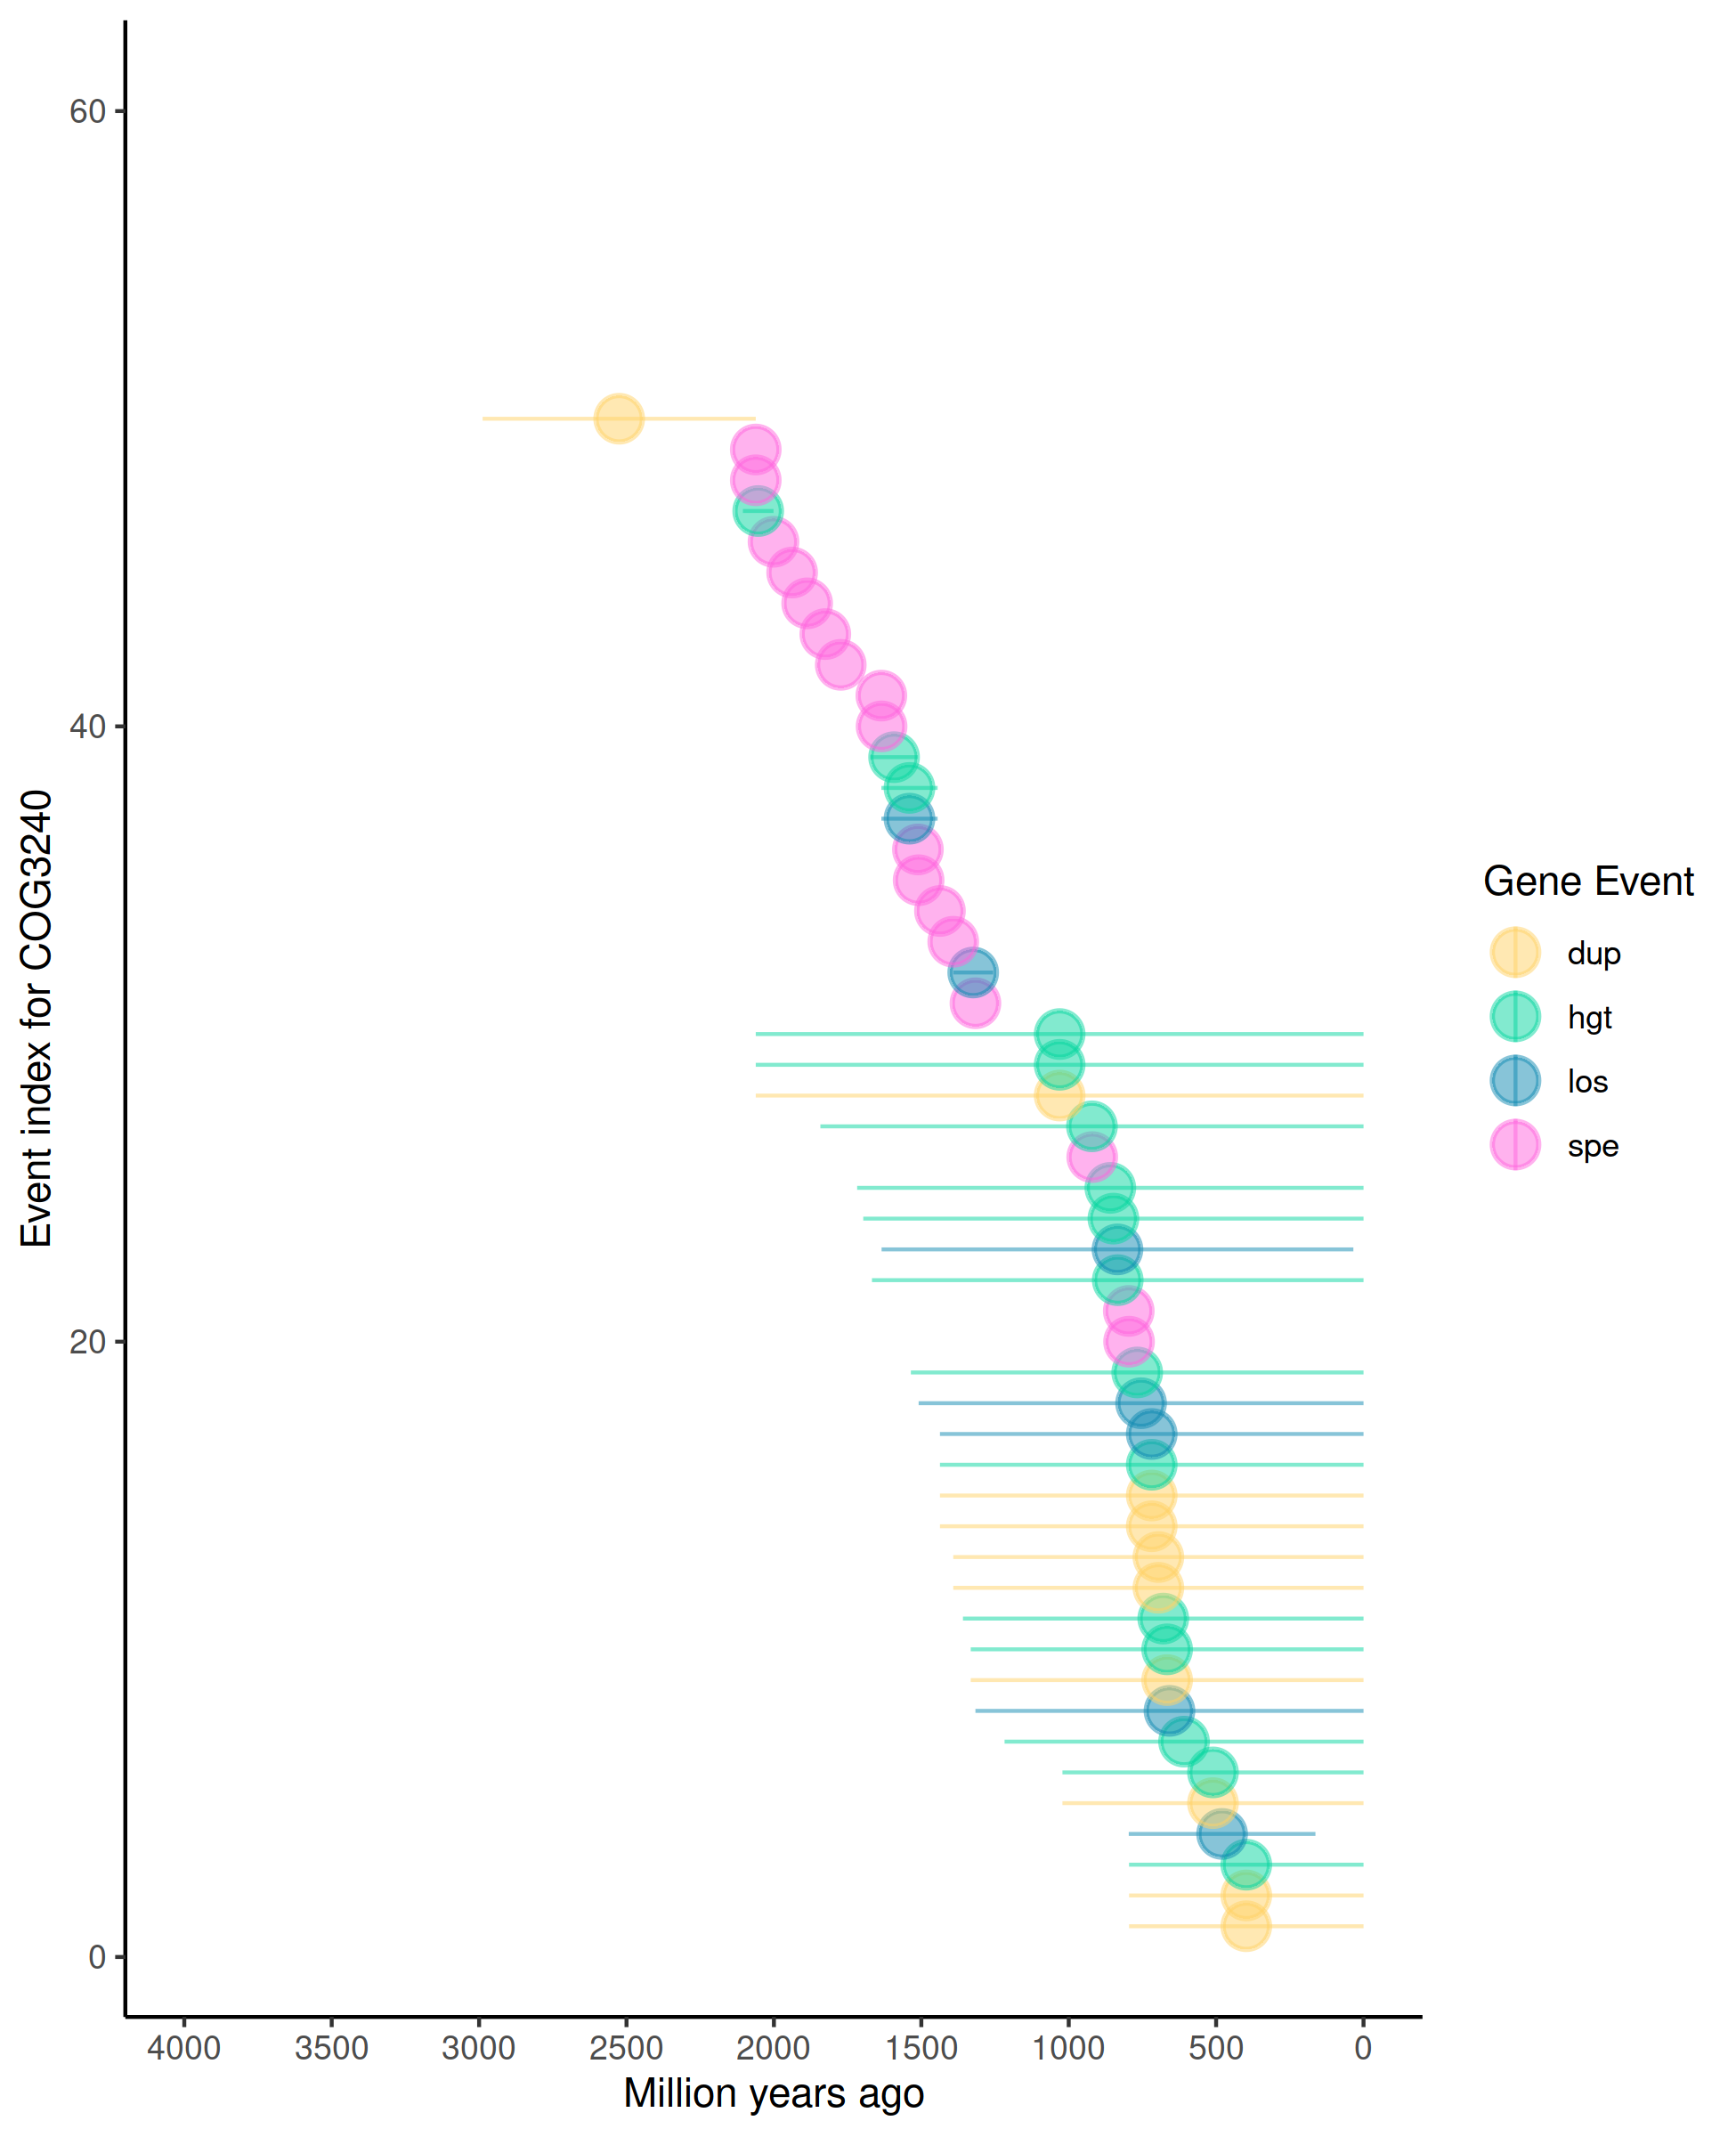 60
40
20
0
Event index for COG3240
4000 3500 3000 2500 2000 1500 1000 500 0
Million years ago
Gene Event
dup
hgt
los
spe